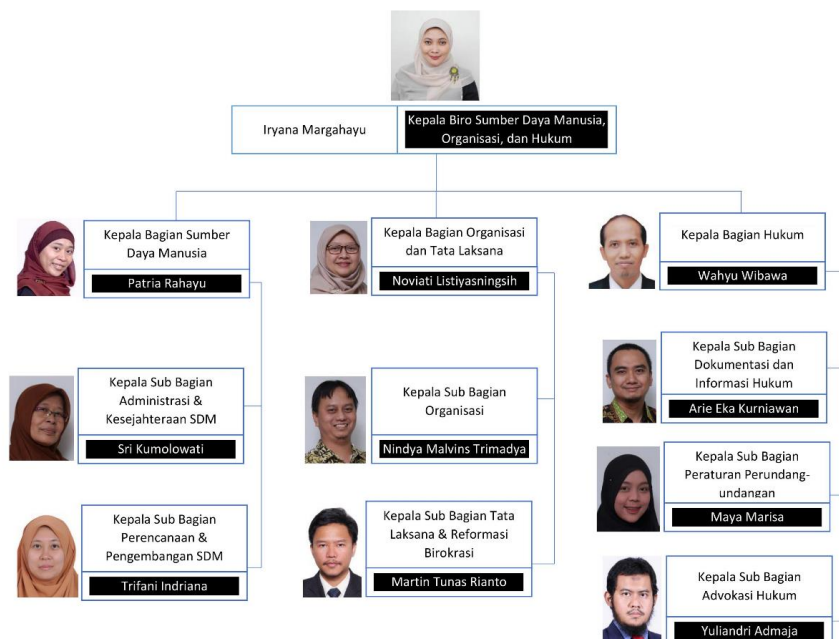 Iryana Margahayu
Kepala Biro Sumber Daya Manusia,
Organisasi, dan Hukum
Kepala Bagian Sumber
Daya Manusia
Patria Rahayu
Kepala Bagian Organisasi
dan Tata Laksana
Noviati Listiyasningsih
Kepala Bagian Hukum
Wahyu Wibawa
Kepala Sub Bagian
Administrasi &
Kesejahteraan SDM
Sri Kumolowati
Kepala Sub Bagian
Organisasi
Nindya Malvins Trimadya
Kepala Sub Bagian
Dokumentasi dan
Informasi Hukum
Arie Eka Kurniawan
Kepala Sub Bagian
Peraturan Perundang-
undangan
Maya Marisa
Kepala Sub Bagian
Perencanaan &
Pengembangan SDM
Trifani Indriana
Kepala Sub Bagian Tata
Laksana & Reformasi
Birokrasi
Martin Tunas Rianto
Kepala Sub Bagian
Advokasi Hukum
Yuliandri Admaja